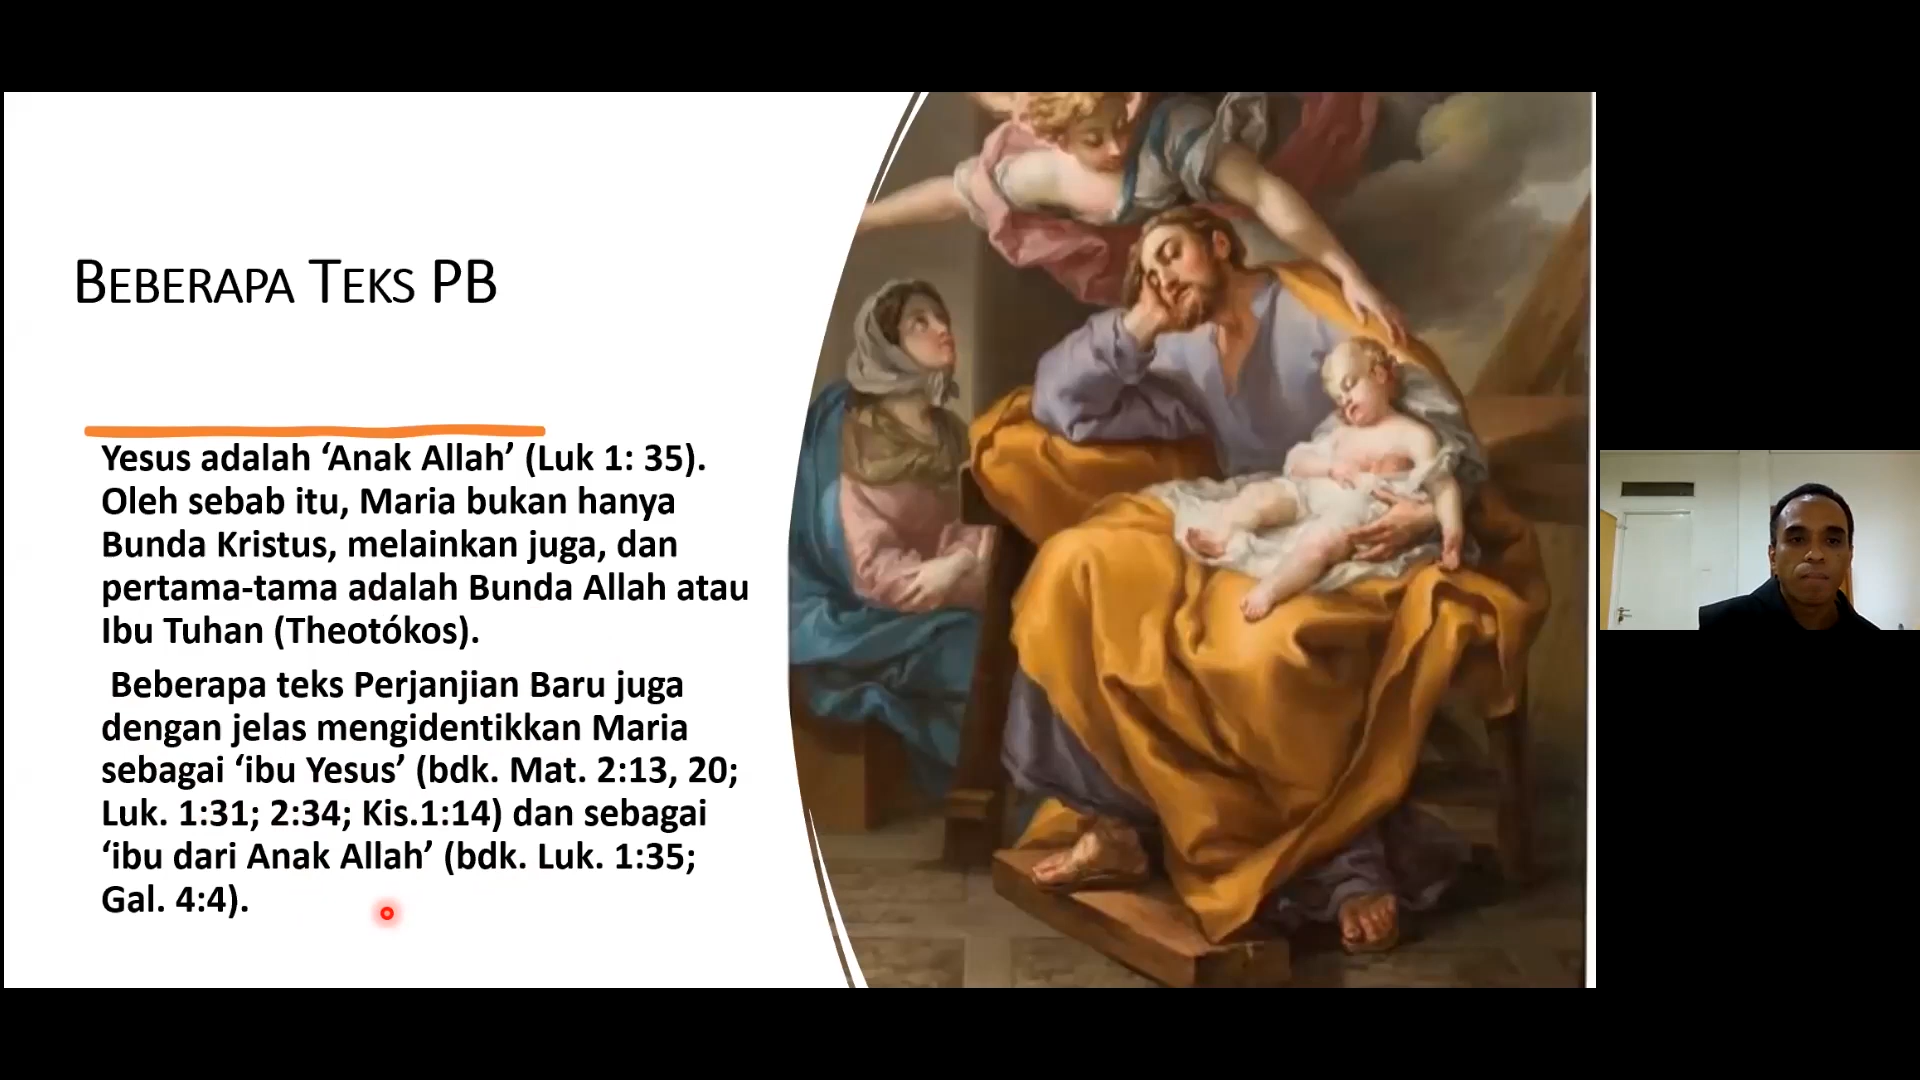 BEBERAPA TEKS PB
Yesus adalah ‘Anak Allah’ (Luk 1: 35).
Oleh sebab itu, Maria bukan hanya
Bunda Kristus, melainkan juga, dan
pertama-tama adalah Bunda Allah atau
Ibu Tuhan (Theotókos).
Beberapa teks Perjanjian Baru juga
dengan jelas mengidentikkan Maria
sebagai ‘ibu Yesus’ (bdk. Mat. 2:13, 20;
Luk. 1:31; 2:34; Kis.1:14) dan sebagai
‘ibu dari Anak Allah’ (bdk. Luk. 1:35;
Gal. 4:4).